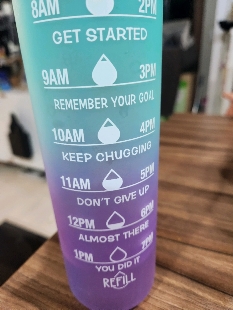 8AM 2PM
GET STARTED
9AM 3PM
REMEMBER YOUR GOAL
10AM 4PM
KEEP CHUGGING
11AM 5PM
DON'T GIVE UP
12PM 6PM
ALMOST THERE
1PM 7PM
YOU DID IT
REFILL